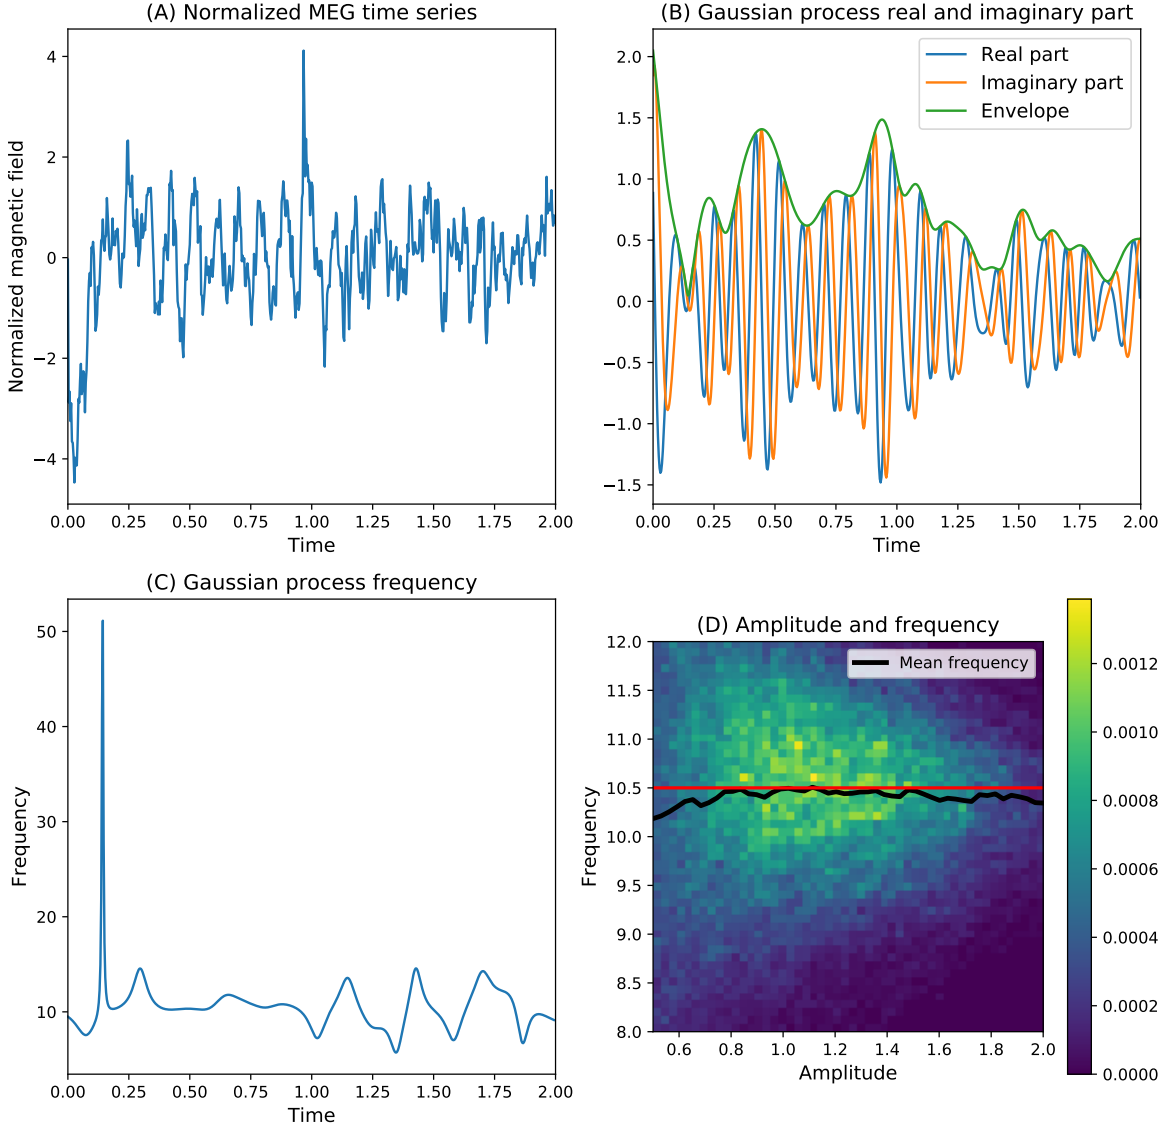 (A) Normalized MEG time series
Normalized magnetic field
4
2
0
−2
−4
0.00 0.25 0.50 0.75 1.00 1.25 1.50 1.75 2.00
Time
(B) Gaussian process real and imaginary part
Real part
Imaginary part
Envelope
2.0
1.5
1.0
0.5
0.0
−0.5
−1.0
−1.5
0.00 0.25 0.50 0.75 1.00 1.25 1.50 1.75 2.00
Time
(C) Gaussian process frequency
Frequency
50
40
30
20
10
0.00 0.25 0.50 0.75 1.00 1.25 1.50 1.75 2.00
Time
(D) Amplitude and frequency
Mean frequency
Frequency
12.0
11.5
11.0
10.5
10.0
9.5
9.0
8.5
8.0
0.6 0.8 1.0 1.2 1.4 1.6 1.8 2.0
Amplitude
0.0012
0.0010
0.0008
0.0006
0.0004
0.0002
0.0000